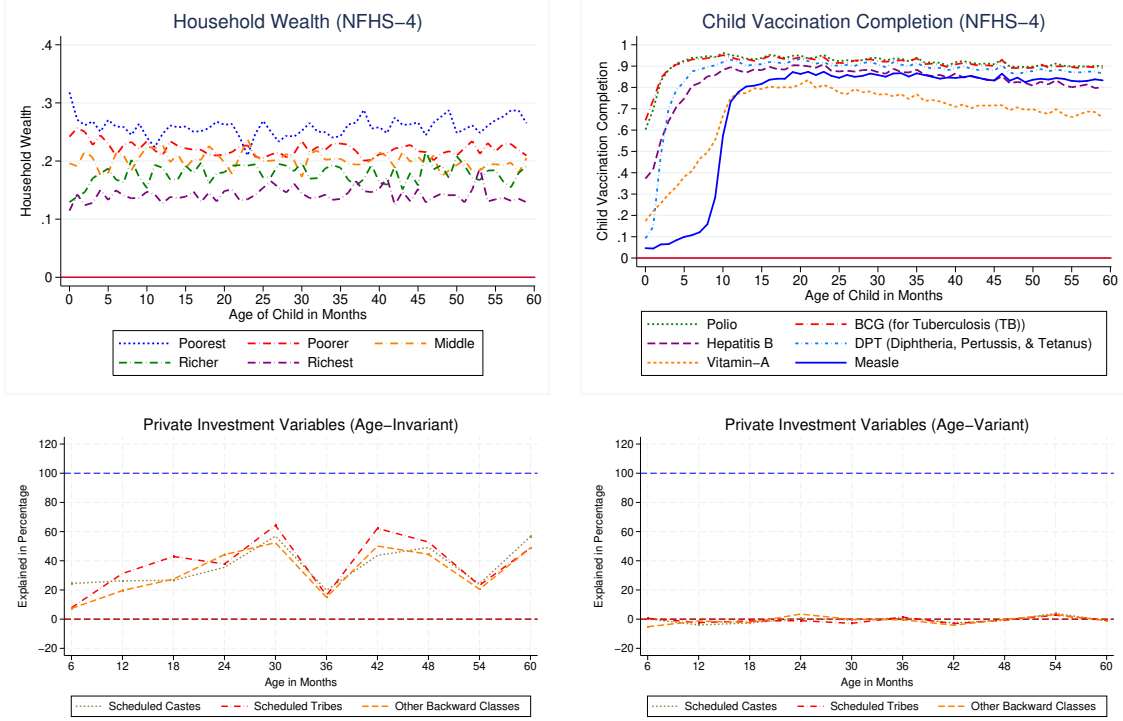 Household Wealth (NFHS−4)
.4
.3
.2
.1
0
Household Wealth
0 5 10 15 20 25 30 35 40 45 50 55 60
Age of Child in Months
Poorest Poorer Middle
Richer Richest
Child Vaccination Completion (NFHS−4)
1
.9
.8
.7
.6
.5
.4
.3
.2
.1
0
Child Vaccination Completion
0 5 10 15 20 25 30 35 40 45 50 55 60
Age of Child in Months
Polio BCG (for Tuberculosis (TB))
Hepatitis B DPT (Diphtheria, Pertussis, & Tetanus)
Vitamin−A Measle
Private Investment Variables (Age−Invariant)
120
100
80
60
40
20
0
−20
Explained in Percentage
6 12 18 24 30 36 42 48 54 60
Age in Months
Scheduled Castes Scheduled Tribes Other Backward Classes
Private Investment Variables (Age−Variant)
120
100
80
60
40
20
0
−20
Explained in Percentage
6 12 18 24 30 36 42 48 54 60
Age in Months
Scheduled Castes Scheduled Tribes Other Backward Classes